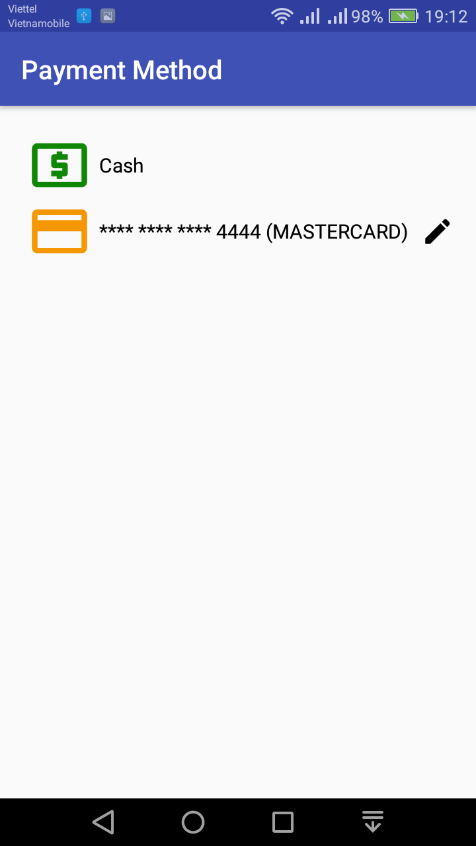 Viettel
Vietnamobile
98% 19:12
Payment Method
$ Cash
**** **** **** 4444 (MASTERCARD)